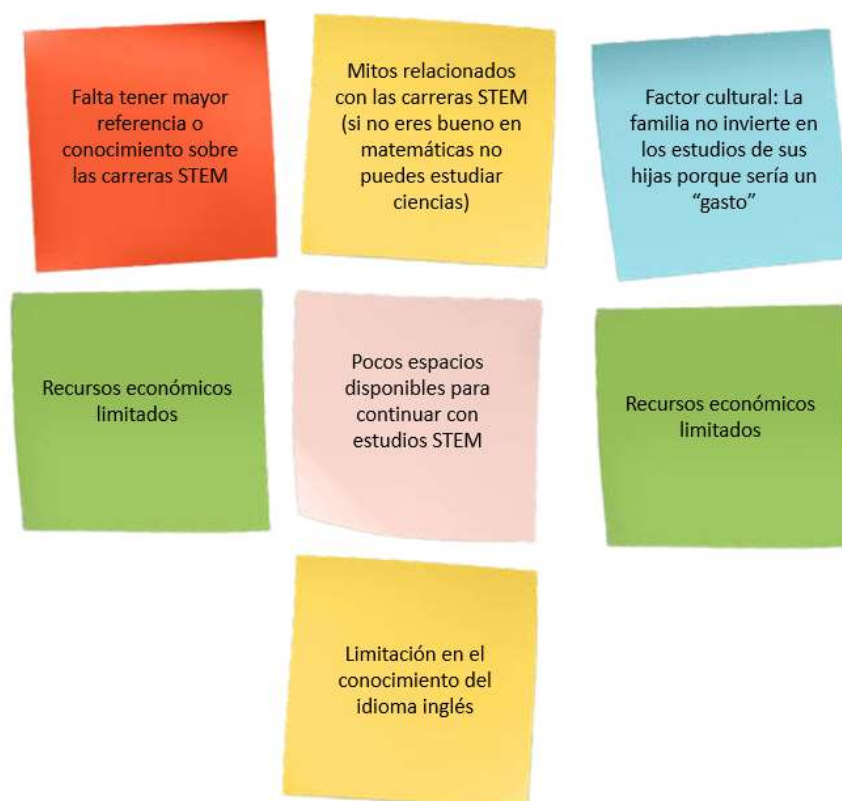 Falta tener mayor
referencia o
conocimiento sobre
las carreras STEM
Mitos relacionados
con las carreras STEM
(si no eres bueno en
matemáticas no
puedes estudiar
ciencias)
Factor cultural: La
familia no invierte en
los estudios de sus
hijas porque sería un
“gasto”
Recursos económicos
limitados
Pocos espacios
disponibles para
continuar con
estudios STEM
Recursos económicos
limitados
Limitación en el
conocimiento del
idioma inglés